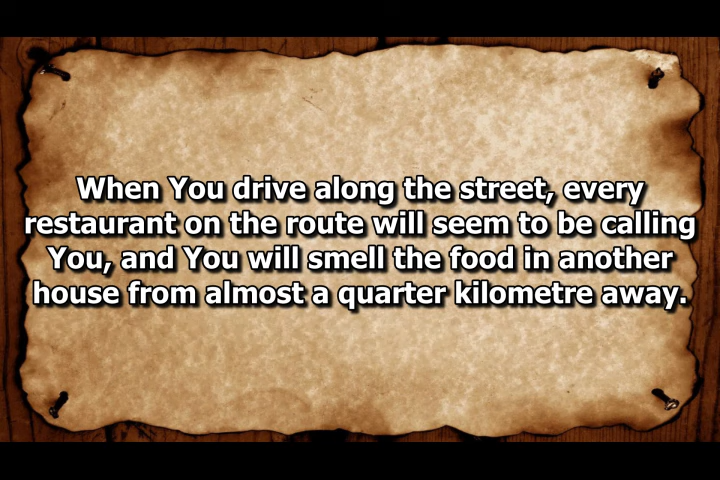 When You drive along the street, every
restaurant on the route will seem to be calling
You, and You will smell the food in another
house from almost a quarter kilometre away.